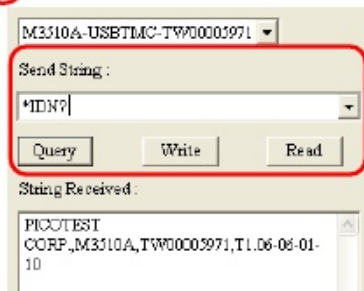 M3510A-USBTMC-TW00005971
Send String :
*IDN?
Query Write Read
String Received :
PICOTEST
CORP.,M3510A,TW00005971,T1.06-06-01-
10